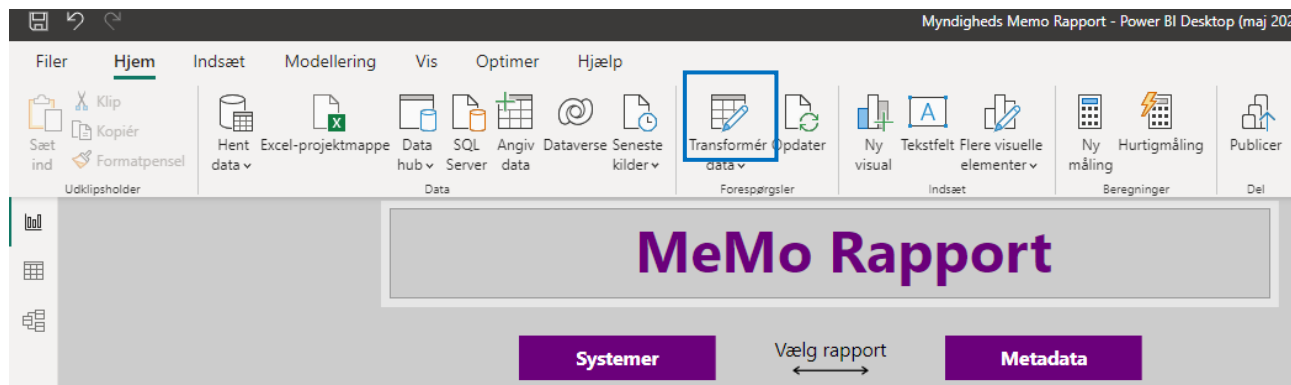 Myndigheds Memo Rapport - Power BI Desktop (maj 202
Filer Hjem Indsæt Modellering Vis Optimer Hjælp
Sæt ind
Klip
Kopiér
Formatpensel
Udklipsholder
Hent data
Excel-projektmappe
Data hub
SQL Server
Angiv data
Dataverse
Seneste kilder
Data
Transformér data
Opdater
Forespørgsler
Ny visual
Tekstfelt
Flere visuelle elementer
Indsæt
Ny måling
Hurtigmåling
Beregninger
Publicer
Del
MeMo Rapport
Systemer
Vælg rapport
Metadata